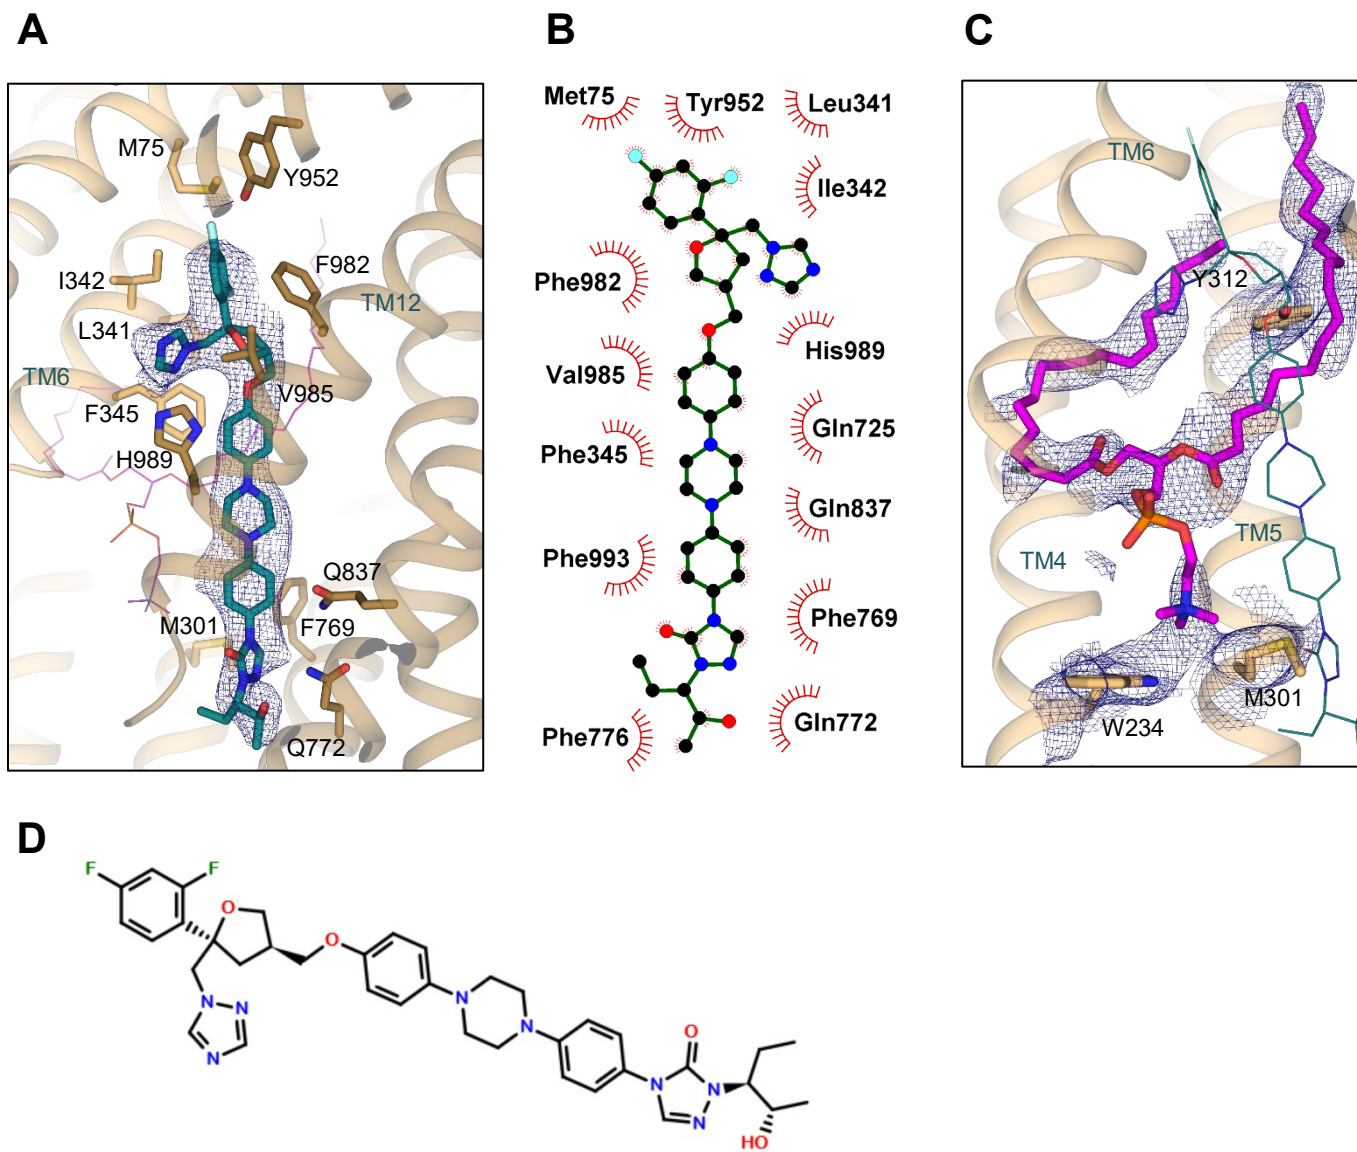 A
B
C
M75
Y952
I342
F982
TM12
L341
TM6
V985
F345
H989
Q837
M301
F769
Q772
Met75
Tyr952
Leu341
Ile342
Phe982
His989
Val985
Gln725
Phe345
Gln837
Phe993
Phe769
Phe776
Gln772
TM6
Y312
TM4
TM5
M301
W234
D
F
F
O
O
N
N
N
N
N
O
N
N
N
HO